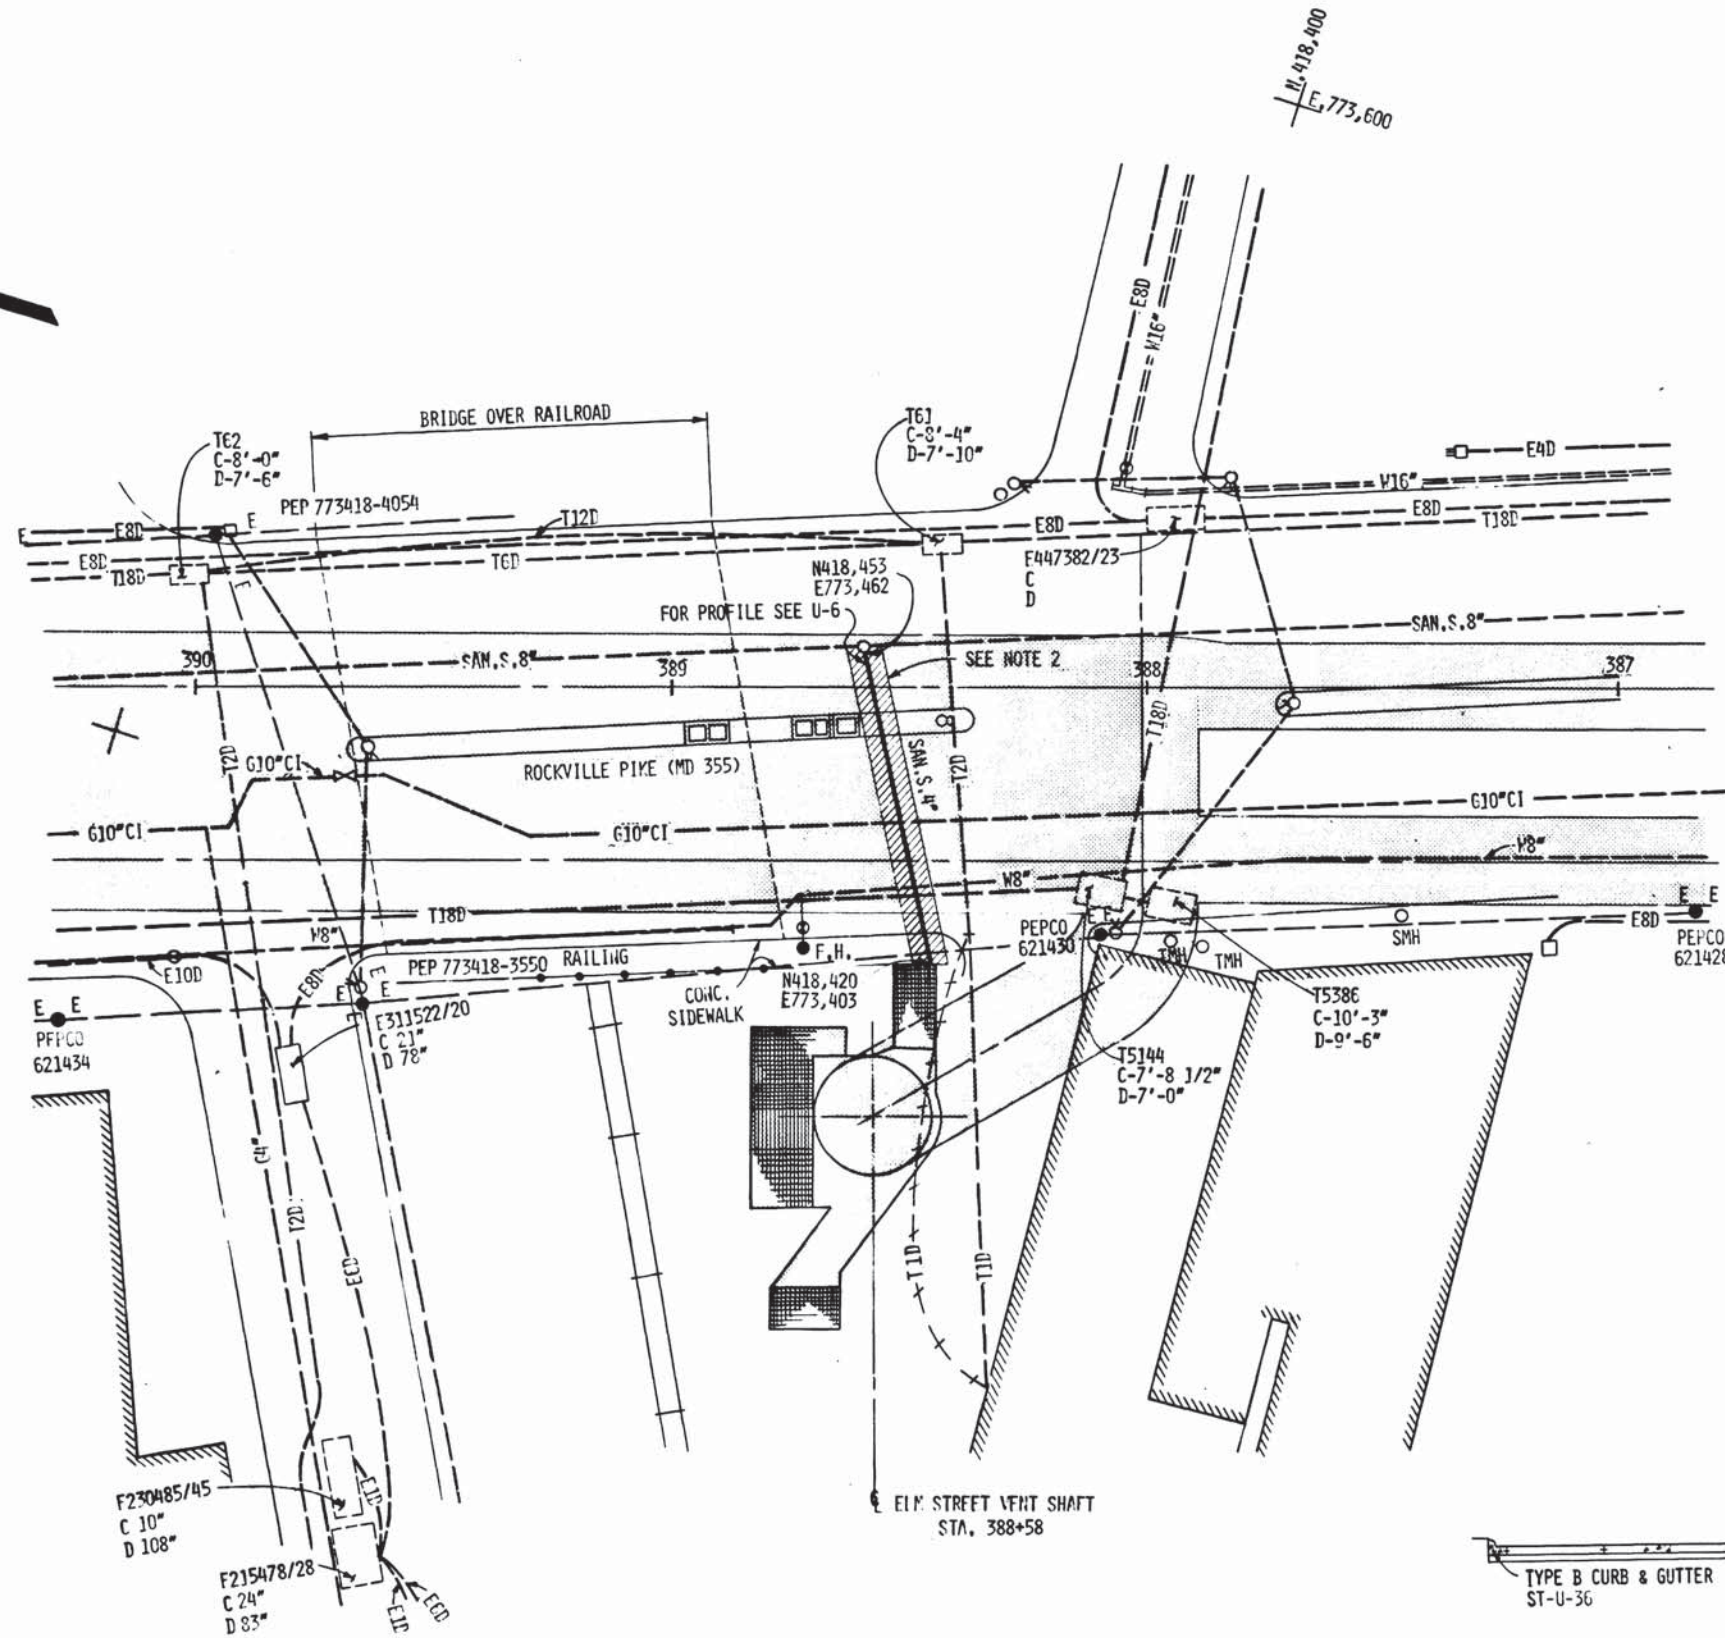 N.418,400
E.773,600
E8D
W16"
BRIDGE OVER RAILROAD
T62
C-8'-0"
D-7'-6"
T61
C-8'-4"
D-7'-10"
E4D
W16"
PEP 773418-4054
E
E
E8D
T12D
E8D
E8D
T18D
E8D
T18D
T6D
E
N418,453
E773,462
E447382/23
C
D
FOR PROFILE SEE U-6
SAN.S.8"
SAN.S.8"
SEE NOTE 2
390
389
388
387
T18D
T2D
G10"CI
ROCKVILLE PIKE (MD 355)
SAN.S.4"
T2D
G10"CI
G10"CI
G10"CI
W8"
W8"
T18D
W8"
E E
E8D
PEPCO
621428
E E
PEPCO
621430
SMH
TMH
TMH
E10D
E8D
E
PEP 773418-3550
RAILING
F.H.
N418,420
E773,403
CONC.
SIDEWALK
E E
E
E E
PEPCO
621434
E311522/20
C 21"
D 78"
T5386
C-10'-3"
D-9'-6"
T5144
C-7'-8 1/2"
D-7'-0"
T2D
T1D
T1D
F230485/45
C 10"
D 108"
E1D
F215478/28
C 24"
D 83"
E1D
E6D
ELM STREET VENT SHAFT
STA. 388+58
TYPE B CURB & GUTTER
ST-U-36